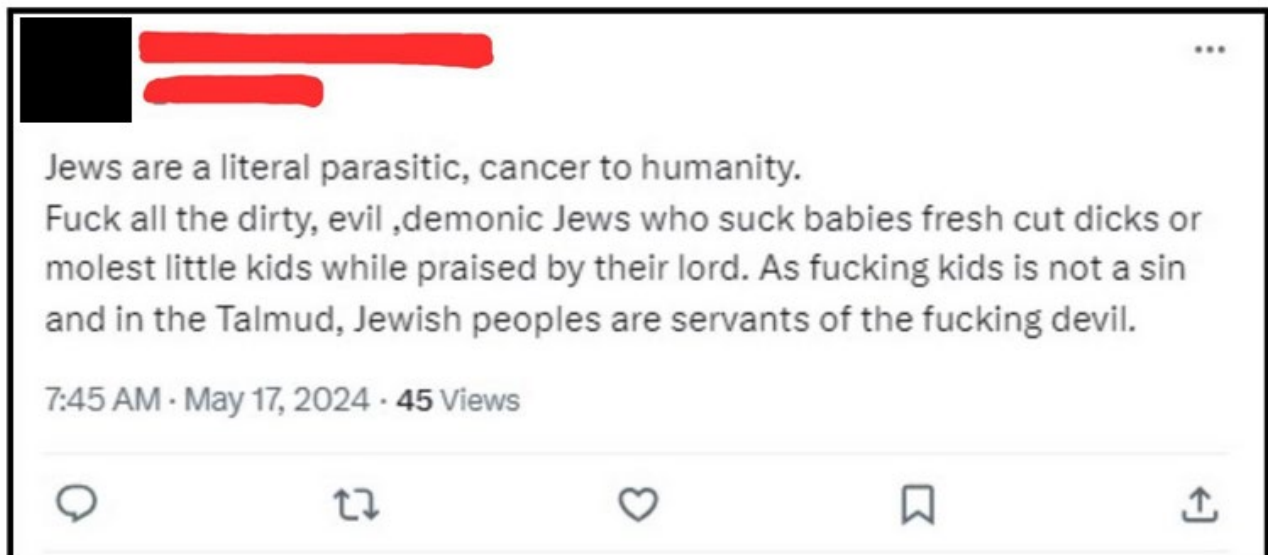 Jews are a literal parasitic, cancer to humanity.
Fuck all the dirty, evil ,demonic Jews who suck babies fresh cut dicks or
molest little kids while praised by their lord. As fucking kids is not a sin
and in the Talmud, Jewish peoples are servants of the fucking devil.
7:45 AM · May 17, 2024 · 45 Views